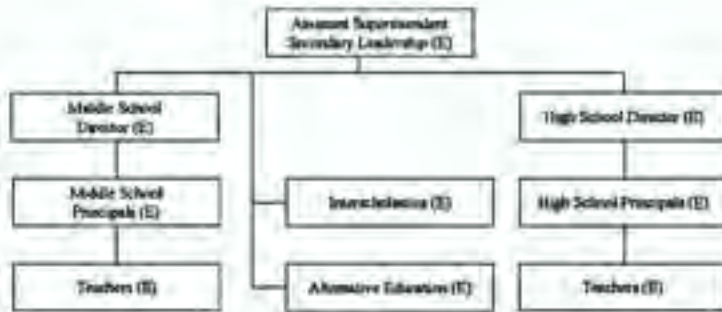 Assistant Superintendent
Secondary Leadership (E)
Middle School
Director (E)
High School Director (E)
Middle School
Principals (E)
Interscholastics (E)
High School Principals (E)
Teachers (E)
Alternative Education (E)
Teachers (E)